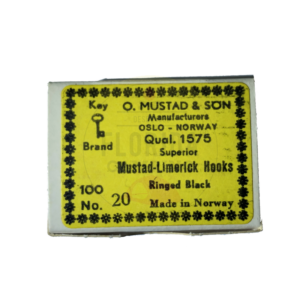 Key
Brand
O. MUSTAD & SÖN
Manufacturers
OSLO - NORWAY
Qual. 1575
Superior
Mustad-Limerick Hooks
Ringed Black
100
No. 20
Made in Norway